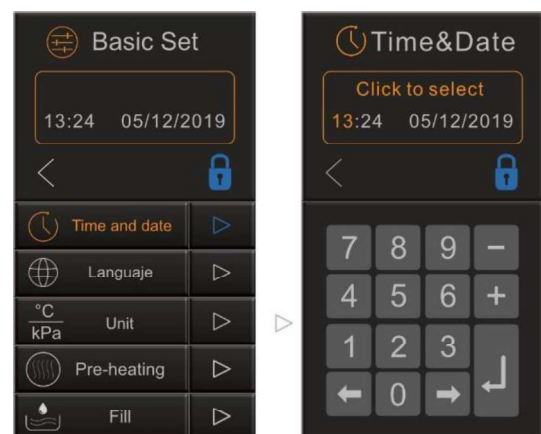 Basic Set
13:24 05/12/2019
Time and date
Languaje
°C
kPa
Unit
Pre-heating
Fill
Time&Date
Click to select
13:24 05/12/2019
7 8 9 −
4 5 6 +
1 2 3
0